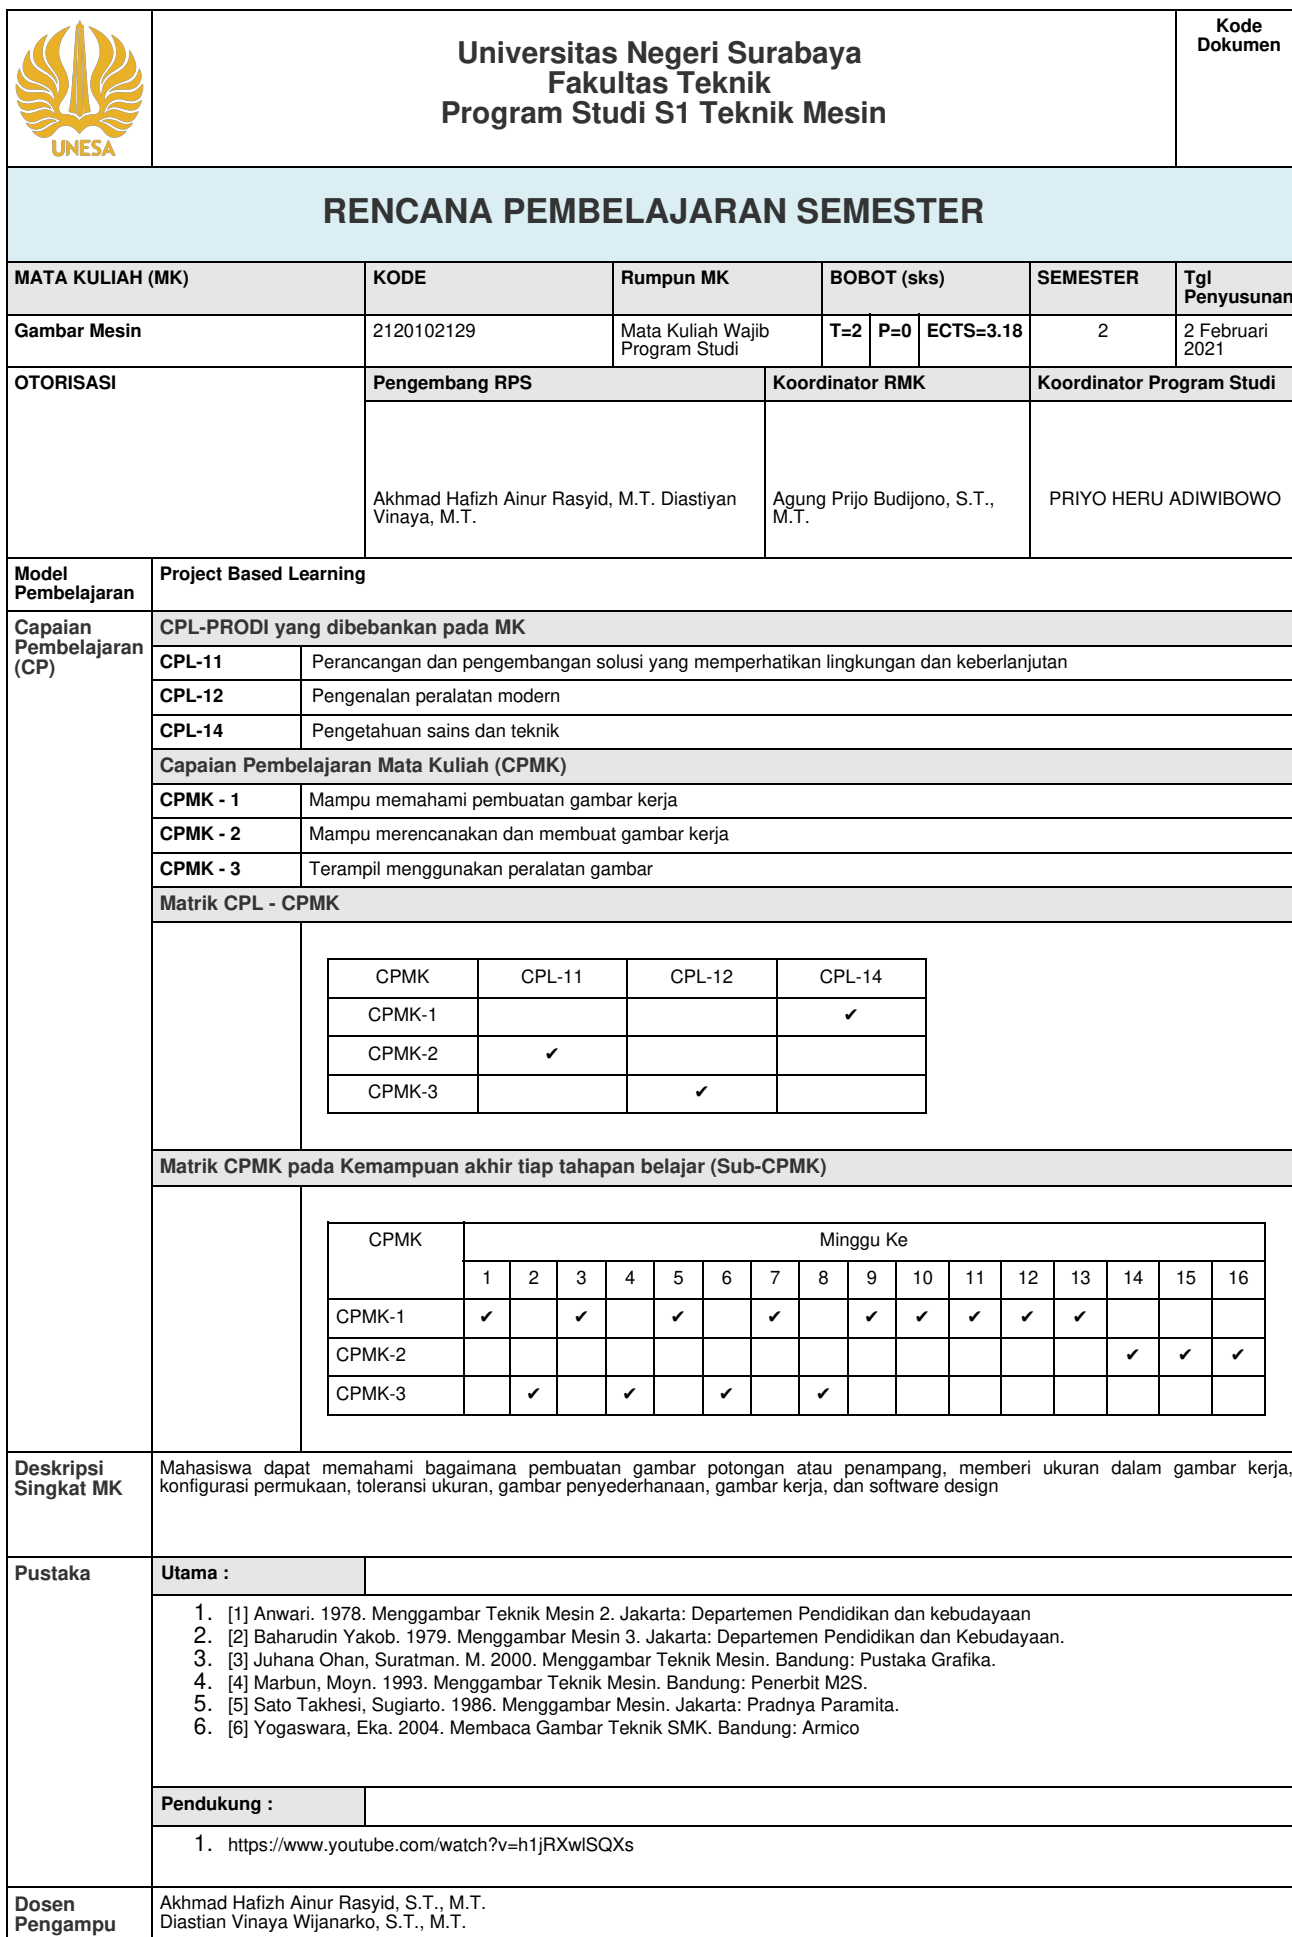 UNESA
Universitas Negeri Surabaya
Fakultas Teknik
Program Studi S1 Teknik Mesin
Kode
Dokumen
RENCANA PEMBELAJARAN SEMESTER
MATA KULIAH (MK) KODE Rumpun MK BOBOT (sks) SEMESTER Tgl
Penyusunan
Gambar Mesin 2120102129 Mata Kuliah Wajib
Program Studi T=2 P=0 ECTS=3.18 2 2 Februari
2021
OTORISASI Pengembang RPS Koordinator RMK Koordinator Program Studi
Akhmad Hafizh Ainur Rasyid, M.T. Diastiyan
Vinaya, M.T.
Agung Prijo Budijono, S.T.,
M.T.
PRIYO HERU ADIWIBOWO
Model
Pembelajaran
Project Based Learning
Capaian
Pembelajaran
(CP)
CPL-PRODI yang dibebankan pada MK
CPL-11 Perancangan dan pengembangan solusi yang memperhatikan lingkungan dan keberlanjutan
CPL-12 Pengenalan peralatan modern
CPL-14 Pengetahuan sains dan teknik
Capaian Pembelajaran Mata Kuliah (CPMK)
CPMK - 1 Mampu memahami pembuatan gambar kerja
CPMK - 2 Mampu merencanakan dan membuat gambar kerja
CPMK - 3 Terampil menggunakan peralatan gambar
Matrik CPL - CPMK
CPMK CPL-11 CPL-12 CPL-14
CPMK-1 ✔
CPMK-2 ✔
CPMK-3 ✔
Matrik CPMK pada Kemampuan akhir tiap tahapan belajar (Sub-CPMK)
CPMK Minggu Ke
1 2 3 4 5 6 7 8 9 10 11 12 13 14 15 16
CPMK-1 ✔ ✔ ✔ ✔ ✔ ✔ ✔ ✔ ✔
CPMK-2 ✔ ✔ ✔
CPMK-3 ✔ ✔ ✔ ✔
Deskripsi
Singkat MK
Mahasiswa dapat memahami bagaimana pembuatan gambar potongan atau penampang, memberi ukuran dalam gambar kerja,
konfigurasi permukaan, toleransi ukuran, gambar penyederhanaan, gambar kerja, dan software design
Pustaka
Utama :
1. [1] Anwari. 1978. Menggambar Teknik Mesin 2. Jakarta: Departemen Pendidikan dan kebudayaan
2. [2] Baharudin Yakob. 1979. Menggambar Mesin 3. Jakarta: Departemen Pendidikan dan Kebudayaan.
3. [3] Juhana Ohan, Suratman. M. 2000. Menggambar Teknik Mesin. Bandung: Pustaka Grafika.
4. [4] Marbun, Moyn. 1993. Menggambar Teknik Mesin. Bandung: Penerbit M2S.
5. [5] Sato Takhesi, Sugiarto. 1986. Menggambar Mesin. Jakarta: Pradnya Paramita.
6. [6] Yogaswara, Eka. 2004. Membaca Gambar Teknik SMK. Bandung: Armico
Pendukung :
1. https://www.youtube.com/watch?v=h1jRXwlSQXs
Dosen
Pengampu
Akhmad Hafizh Ainur Rasyid, S.T., M.T.
Diastian Vinaya Wijanarko, S.T., M.T.